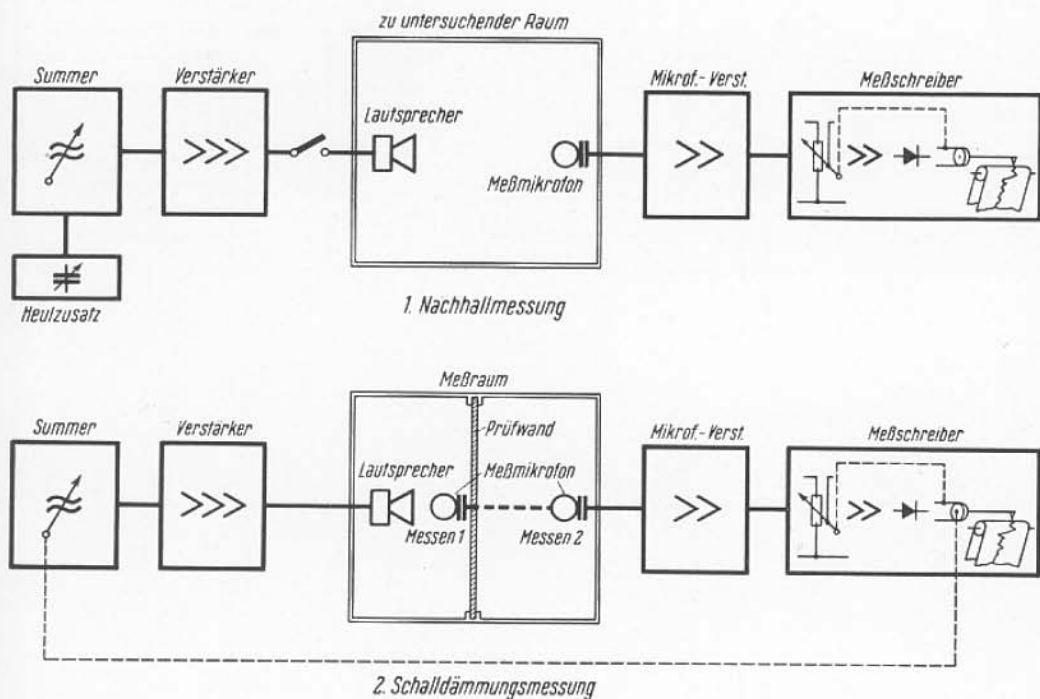 zu untersuchender Raum
Summer
Verstärker
Mikrof.-Verst.
Meßschreiber
Lautsprecher
Meßmikrofon
Heulzusatz
1. Nachhallmessung
Meßraum
Summer
Verstärker
Prüfwand
Mikrof.-Verst.
Meßschreiber
Lautsprecher
Meßmikrofon
Messen 1
Messen 2
2. Schalldämmungsmessung